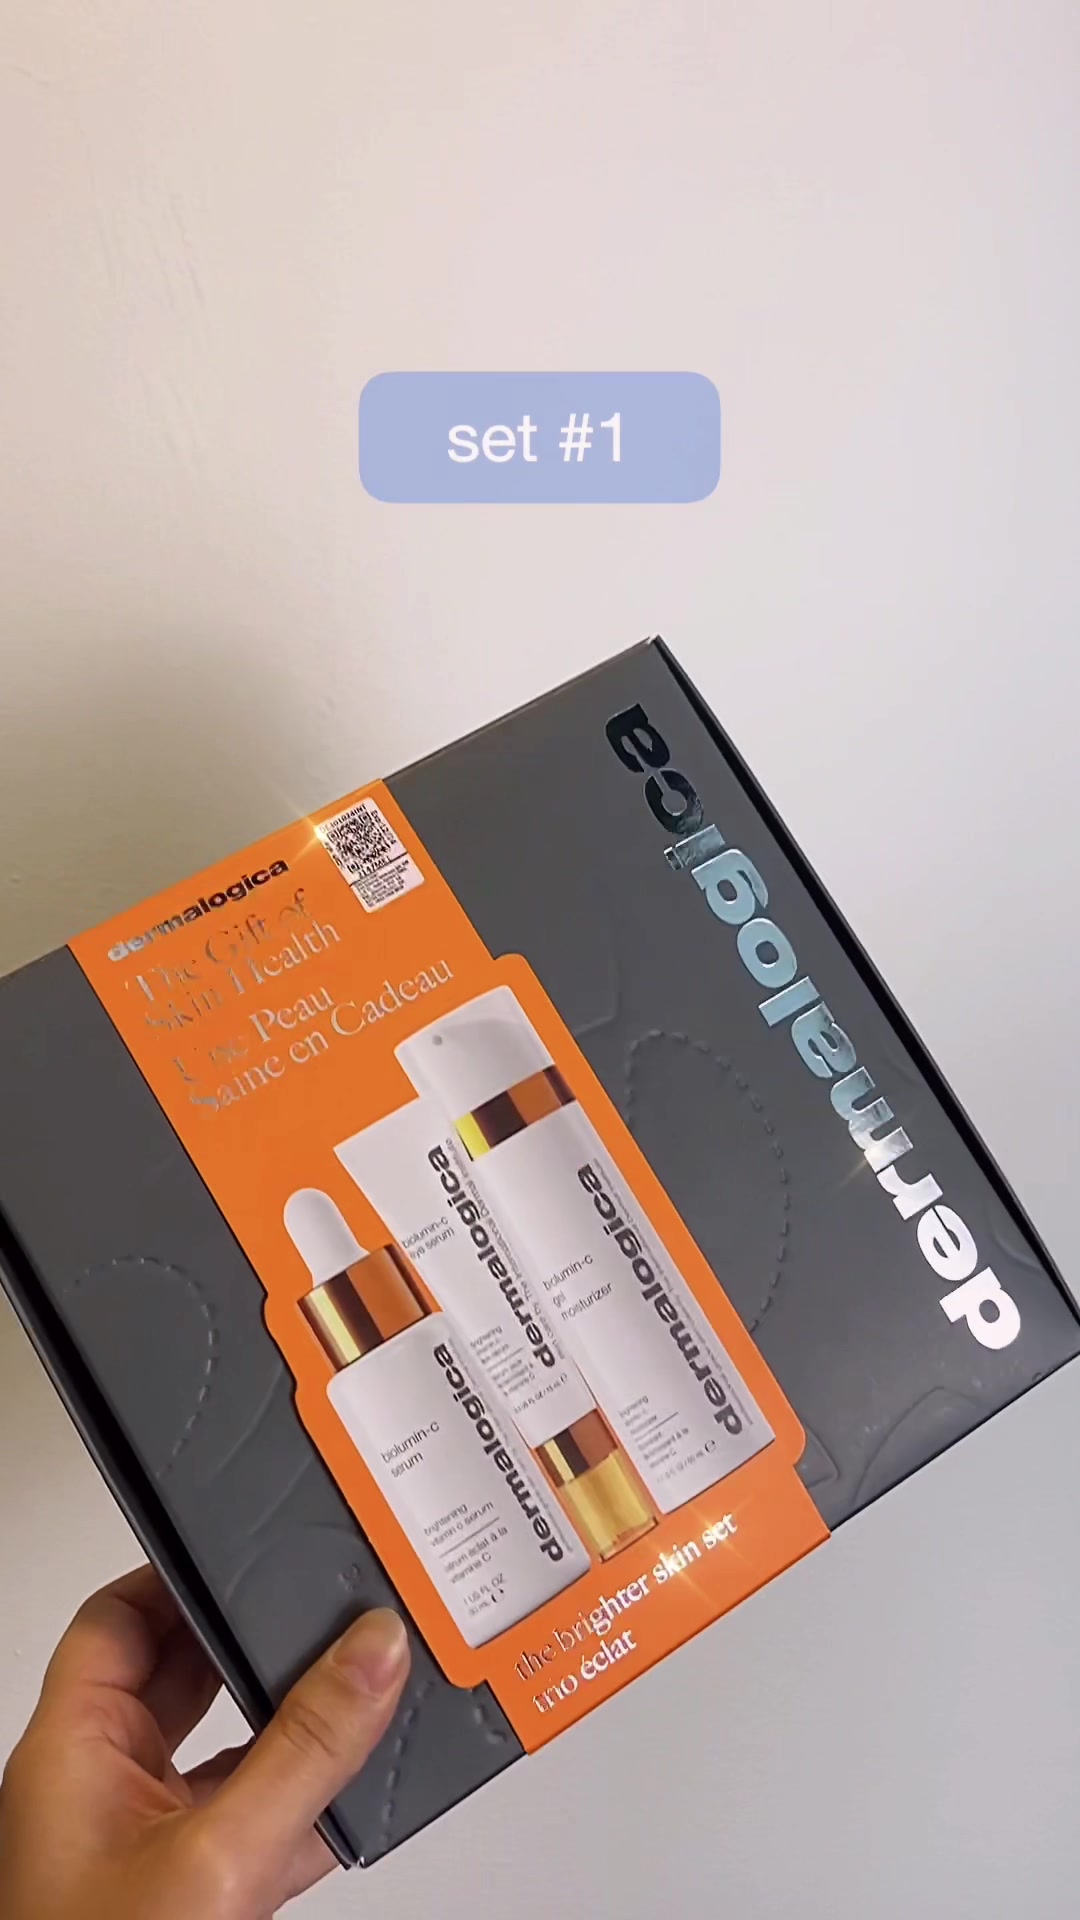 set #1
dermalogica
dermalogica
The Gift of
Skin Health
Une Peau
Saine en Cadeau
dermalogica
biolumin-c
eye serum
dermalogica
biolumin-c
gel
moisturizer
dermalogica
biolumin-c
serum
brightening
vitamin c serum
sérum éclat à la
vitamine C
1 US FL OZ
the brighter skin set
trio éclat